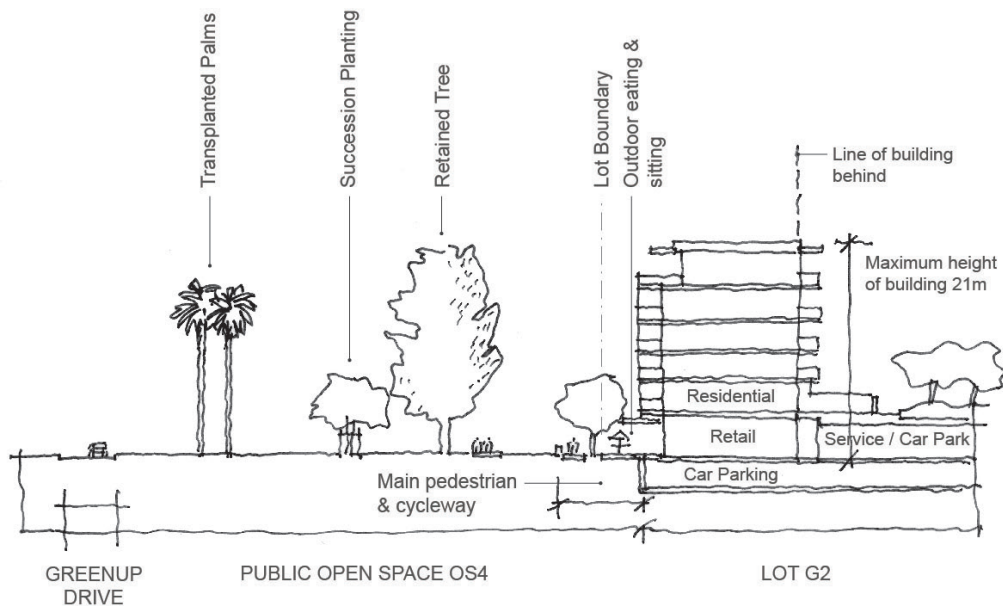 Transplanted Palms
Succession Planting
Retained Tree
Lot Boundary
Outdoor eating &
sitting
Line of building
behind
Maximum height
of building 21m
Residential
Retail
Service / Car Park
Car Parking
Main pedestrian
& cycleway
GREENUP
DRIVE
PUBLIC OPEN SPACE OS4
LOT G2